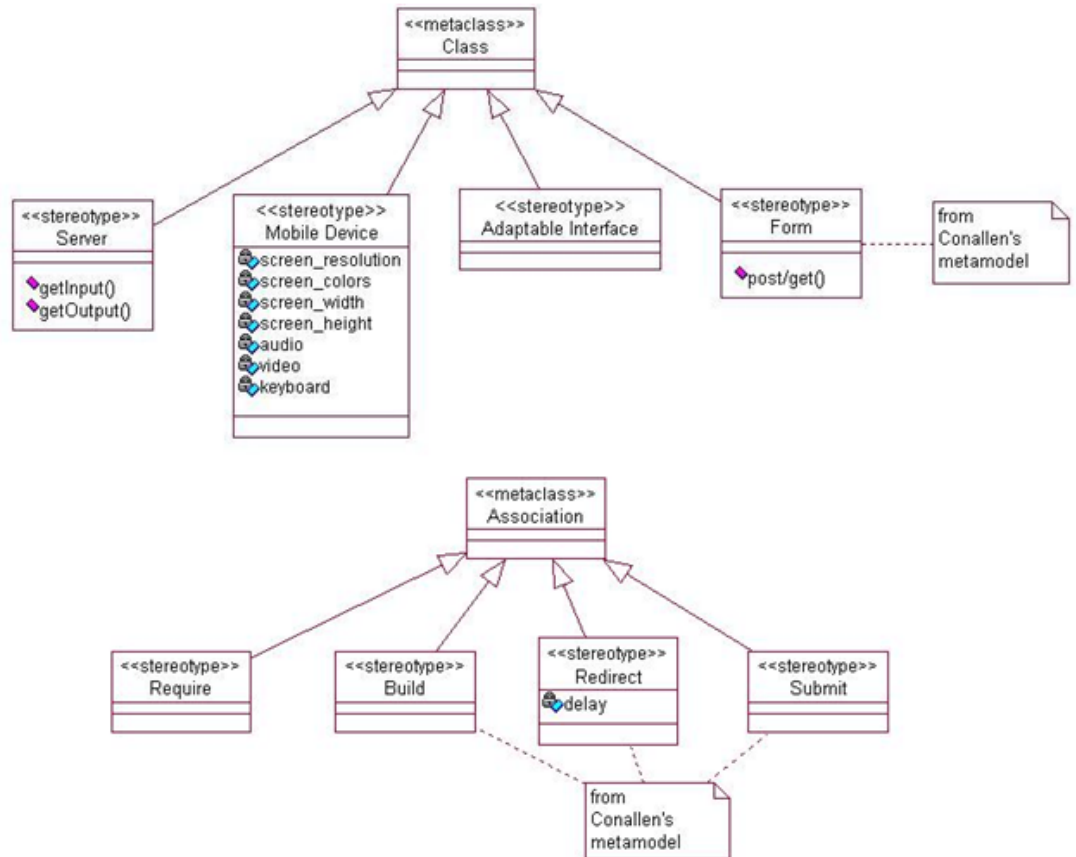 <<metaclass>>
Class
<<stereotype>>
Server
getInput()
getOutput()
<<stereotype>>
Mobile Device
screen_resolution
screen_colors
screen_width
screen_height
audio
video
keyboard
<<stereotype>>
Adaptable Interface
<<stereotype>>
Form
post/get()
from
Conallen's
metamodel
<<metaclass>>
Association
<<stereotype>>
Require
<<stereotype>>
Build
<<stereotype>>
Redirect
delay
<<stereotype>>
Submit
from
Conallen's
metamodel